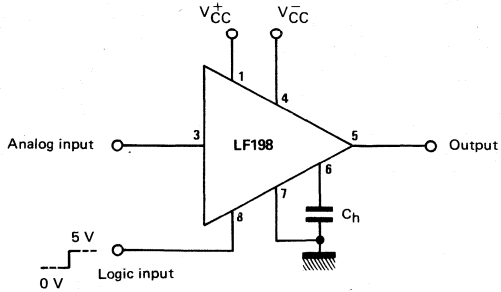 V⁺CC
V⁻CC
1
4
Analog input
3
LF198
5
Output
6
8
7
Ch
5 V
0 V
Logic input